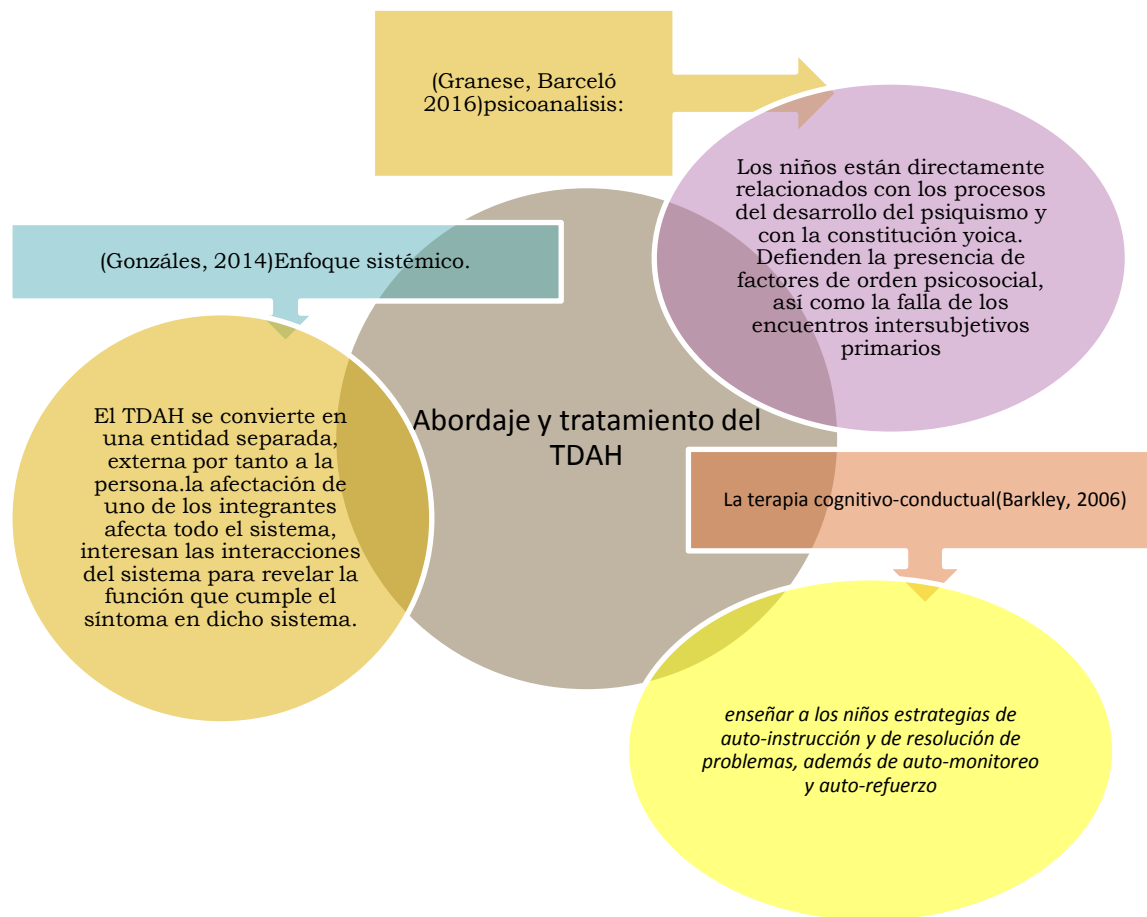 (Granese, Barceló
2016)psicoanalisis:
Los niños están directamente
relacionados con los procesos
del desarrollo del psiquismo y
con la constitución yoica.
Defienden la presencia de
factores de orden psicosocial,
así como la falla de los
encuentros intersubjetivos
primarios
(Gonzáles, 2014)Enfoque sistémico.
El TDAH se convierte en
una entidad separada,
externa por tanto a la
persona.la afectación de
uno de los integrantes
afecta todo el sistema,
interesan las interacciones
del sistema para revelar la
función que cumple el
síntoma en dicho sistema.
Abordaje y tratamiento del
TDAH
La terapia cognitivo-conductual(Barkley, 2006)
enseñar a los niños estrategias de
auto-instrucción y de resolución de
problemas, además de auto-monitoreo
y auto-refuerzo